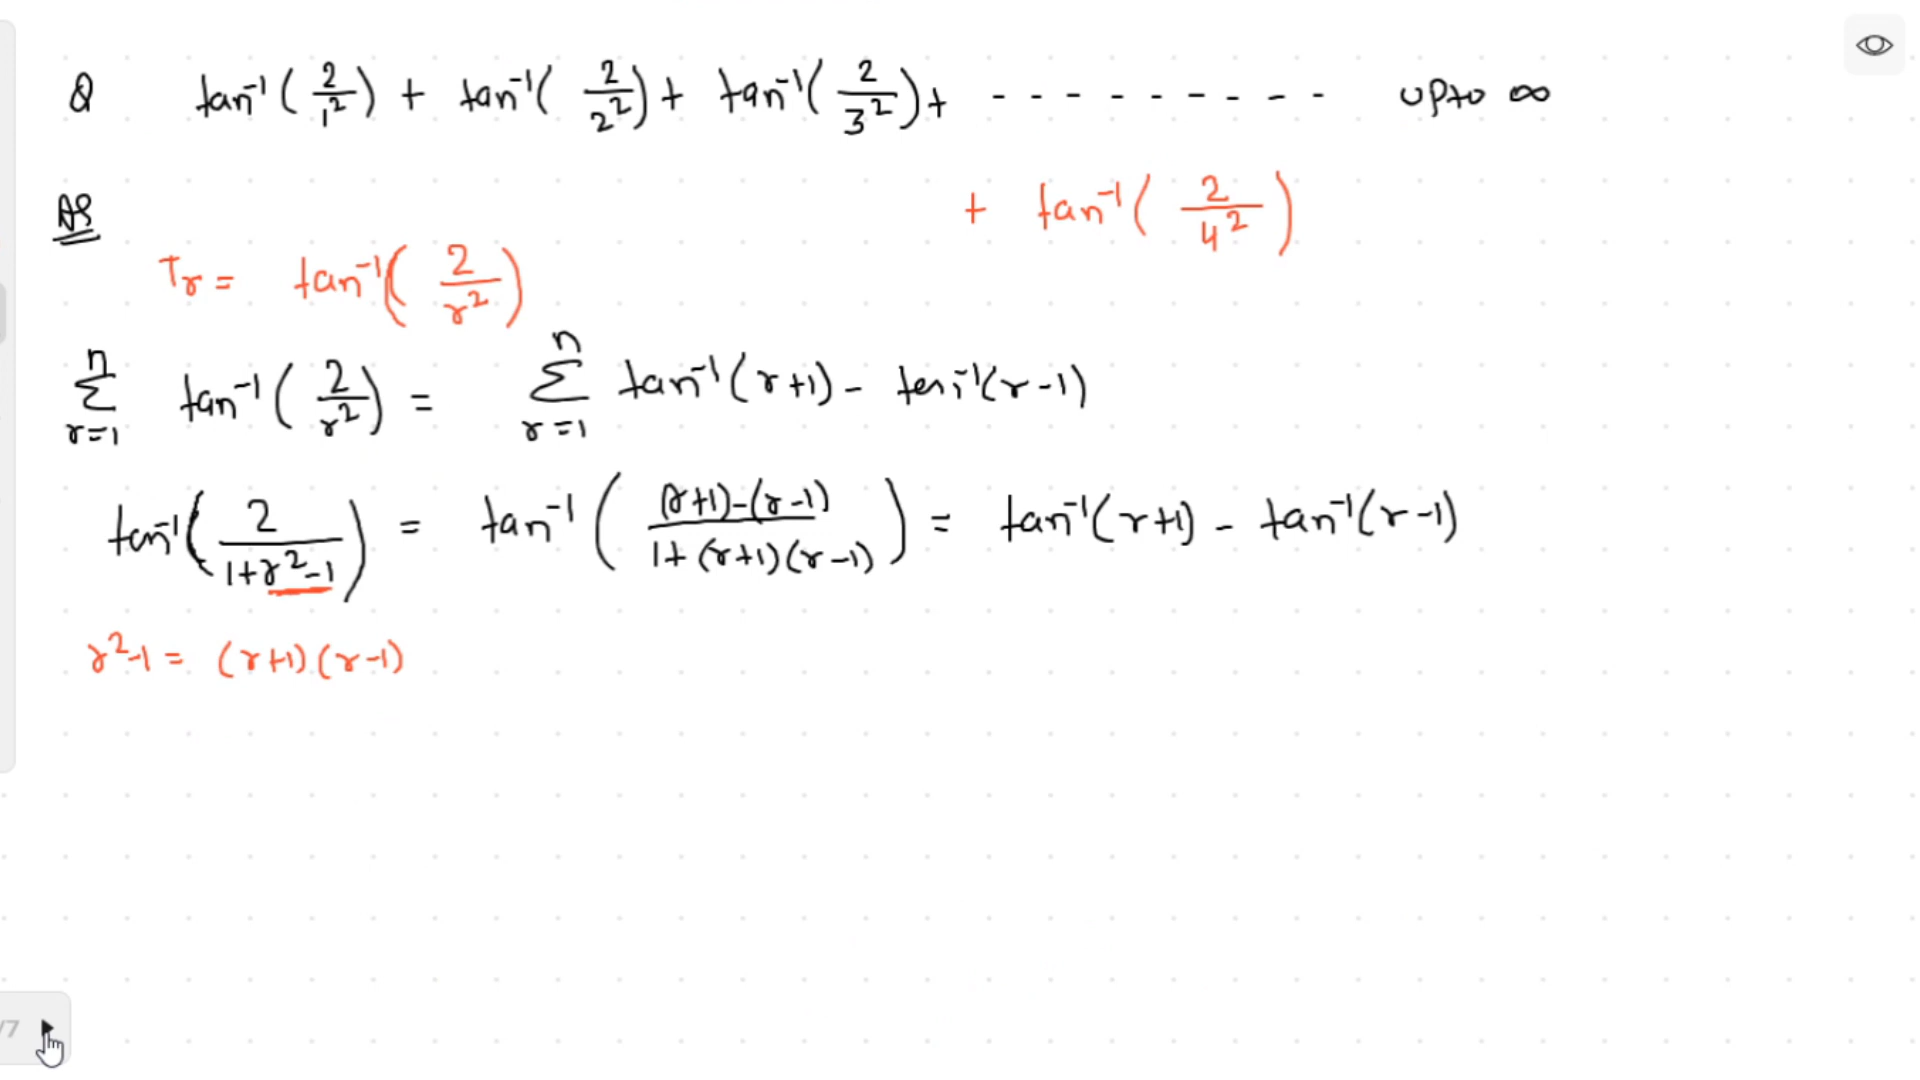 Q tan⁻¹(2/1²) + tan⁻¹(2/2²) + tan⁻¹(2/3²) + - - - - - - - - - upto ∞
AS + tan⁻¹(2/4²)
Tr = tan⁻¹(2/r²)
n∑r=1 tan⁻¹(2/r²) = n∑r=1 tan⁻¹(r+1) - tan⁻¹(r-1)
tan⁻¹(2/(1+r²-1)) = tan⁻¹(((r+1)-(r-1))/(1+(r+1)(r-1))) = tan⁻¹(r+1) - tan⁻¹(r-1)
r²-1 = (r+1)(r-1)
/7